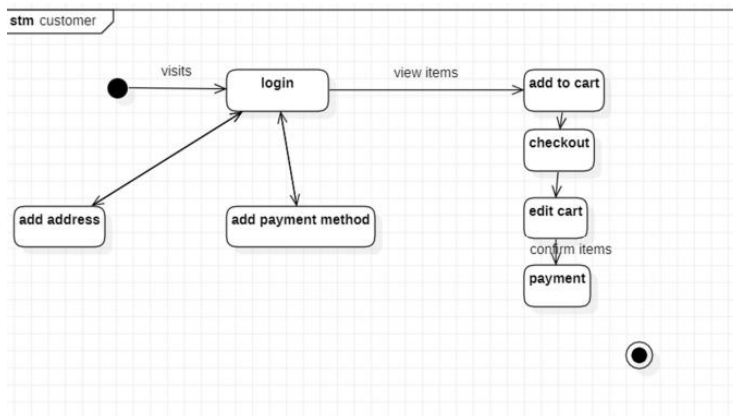 stm customer
visits
login
view items
add to cart
checkout
add address
add payment method
edit cart
confirm items
payment